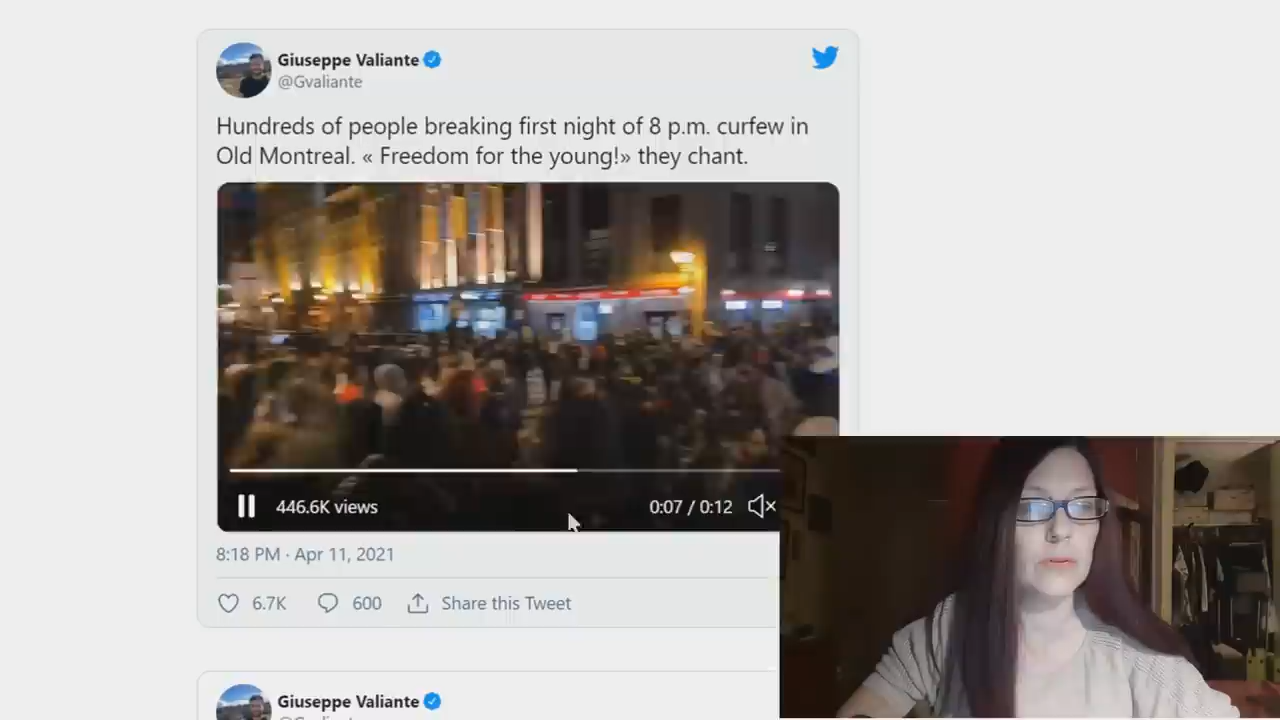 Giuseppe Valiante
@Gvaliante
Hundreds of people breaking first night of 8 p.m. curfew in
Old Montreal. « Freedom for the young!» they chant.
446.6K views
0:07 / 0:12
8:18 PM · Apr 11, 2021
6.7K
600
Share this Tweet
Giuseppe Valiante